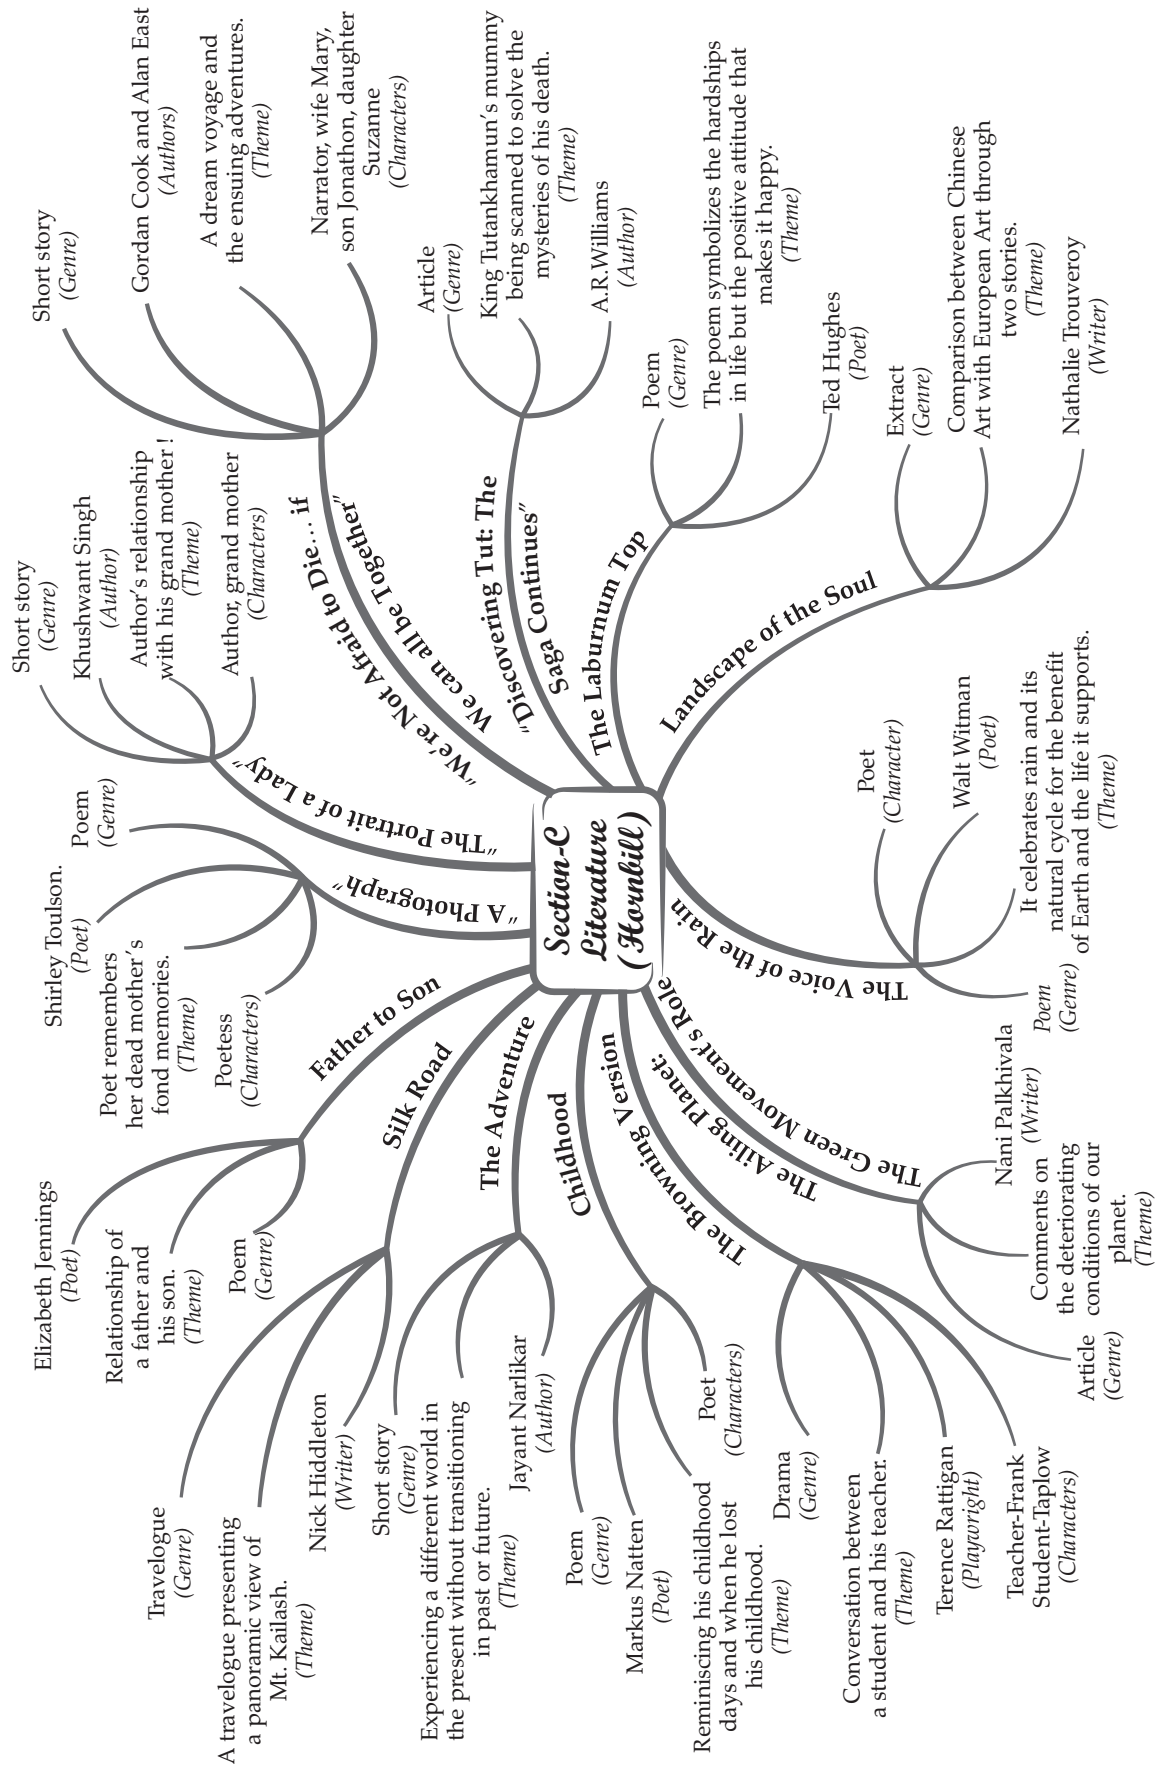 Section-C
Literature
(Hornbill)
"The Portrait of a Lady"
Short story
(Genre)
Khushwant Singh
(Author)
Author's relationship
with his grand mother !
(Theme)
Author, grand mother
(Characters)
"We're Not Afraid to Die... if
We can all be Together"
Short story
(Genre)
Gordan Cook and Alan East
(Authors)
A dream voyage and
the ensuing adventures.
(Theme)
Narrator, wife Mary,
son Jonathon, daughter
Suzanne
(Characters)
"Discovering Tut: The
Saga Continues"
Article
(Genre)
King Tutankhamun's mummy
being scanned to solve the
mysteries of his death.
(Theme)
A.R.Williams
(Author)
The Laburnum Top
Poem
(Genre)
The poem symbolizes the hardships
in life but the positive attitude that
makes it happy.
(Theme)
Ted Hughes
(Poet)
Landscape of the Soul
Extract
(Genre)
Comparison between Chinese
Art with European Art through
two stories.
(Theme)
Nathalie Trouveroy
(Writer)
The Voice of the Rain
Poet
(Character)
Walt Witman
(Poet)
It celebrates rain and its
natural cycle for the benefit
of Earth and the life it supports.
(Theme)
Poem
(Genre)
The Ailing Planet:
The Green Movement's Role
Nani Palkhivala
(Writer)
Comments on
the deteriorating
conditions of our
planet.
(Theme)
Article
(Genre)
The Browning Version
Drama
(Genre)
Conversation between
a student and his teacher.
(Theme)
Terence Rattigan
(Playwright)
Teacher-Frank
Student-Taplow
(Characters)
Childhood
Poem
(Genre)
Markus Natten
(Poet)
Reminiscing his childhood
days and when he lost
his childhood.
(Theme)
Poet
(Characters)
The Adventure
Short story
(Genre)
Experiencing a different world in
the present without transitioning
in past or future.
(Theme)
Jayant Narlikar
(Author)
Silk Road
Travelogue
(Genre)
A travelogue presenting
a panoramic view of
Mt. Kailash.
(Theme)
Nick Hiddleton
(Writer)
Father to Son
Elizabeth Jennings
(Poet)
Relationship of
a father and
his son.
(Theme)
Poem
(Genre)
"A Photograph"
Poem
(Genre)
Shirley Toulson.
(Poet)
Poet remembers
her dead mother's
fond memories.
(Theme)
Poetess
(Characters)